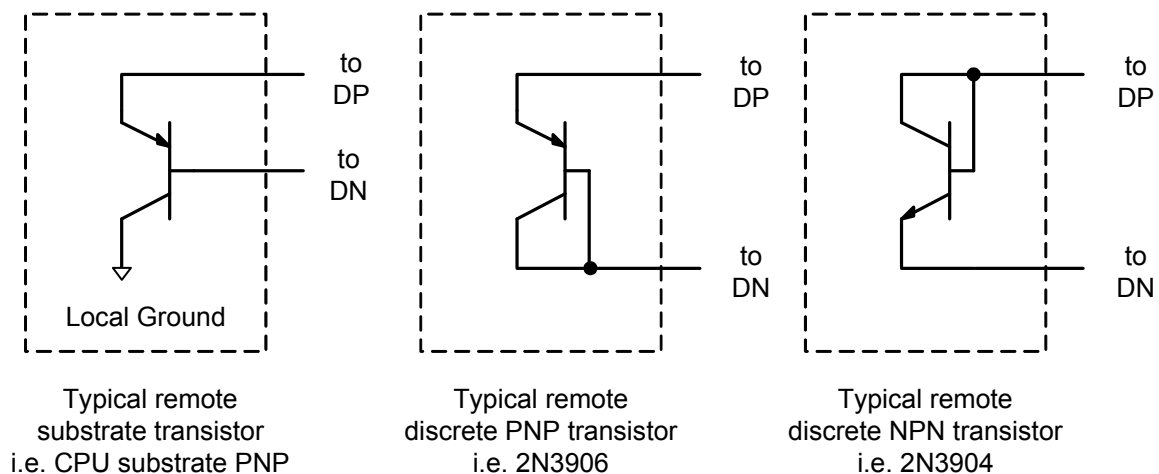 to
DP
to
DN
Local Ground
Typical remote
substrate transistor
i.e. CPU substrate PNP
to
DP
to
DN
Typical remote
discrete PNP transistor
i.e. 2N3906
to
DP
to
DN
Typical remote
discrete NPN transistor
i.e. 2N3904